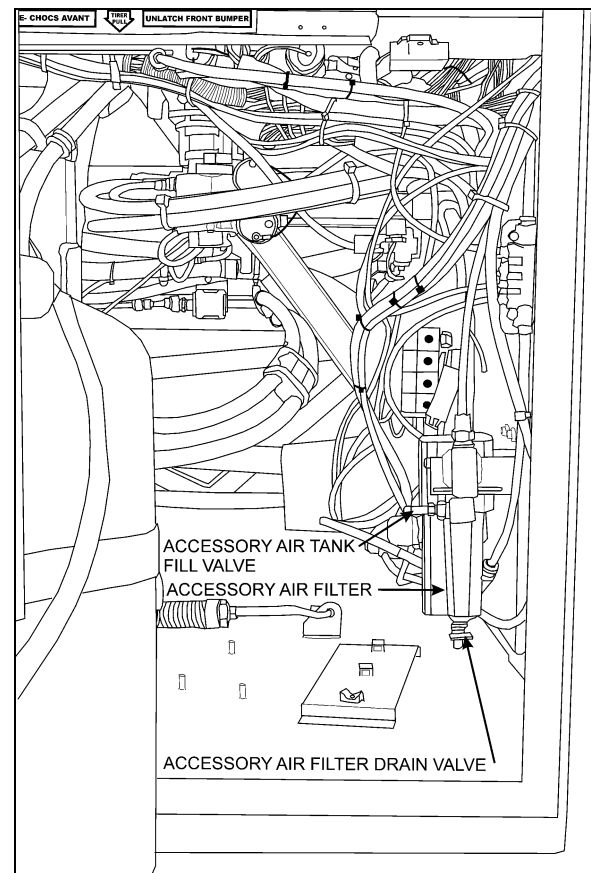 E- CHOCS AVANT
TIRER
PULL
UNLATCH FRONT BUMPER
ACCESSORY AIR TANK
FILL VALVE
ACCESSORY AIR FILTER
ACCESSORY AIR FILTER DRAIN VALVE